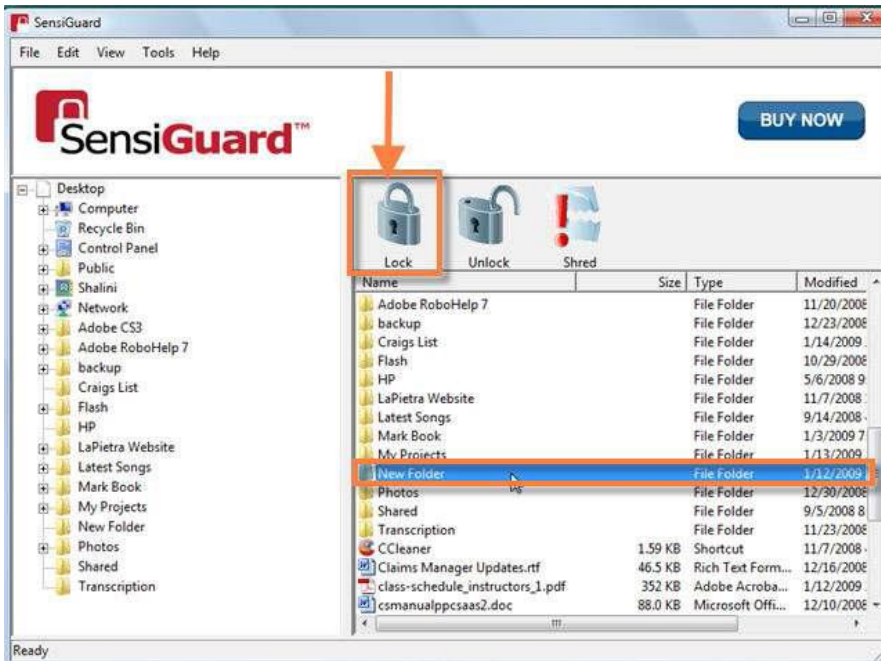 SensiGuard
File Edit View Tools Help
SensiGuard™
BUY NOW
Desktop
Computer
Recycle Bin
Control Panel
Public
Shalini
Network
Adobe CS3
Adobe RoboHelp 7
backup
Craigs List
Flash
HP
LaPietra Website
Latest Songs
Mark Book
My Projects
New Folder
Photos
Shared
Transcription
Lock Unlock Shred
Name Size Type Modified
Adobe RoboHelp 7 File Folder 11/20/2008
backup File Folder 12/23/2008
Craigs List File Folder 1/14/2009
Flash File Folder 10/29/2008
HP File Folder 5/6/2008 9
LaPietra Website File Folder 11/7/2008
Latest Songs File Folder 9/14/2008
Mark Book File Folder 1/3/2009 7
My Projects File Folder 1/13/2009
New Folder File Folder 1/12/2009
Photos File Folder 12/30/2008
Shared File Folder 9/5/2008 8
Transcription File Folder 11/23/2008
CCleaner 1.59 KB Shortcut 11/7/2008
Claims Manager Updates.rtf 46.5 KB Rich Text Form... 12/16/2008
class-schedule_instructors_1.pdf 352 KB Adobe Acroba... 1/12/2009
csmanualppcsaas2.doc 88.0 KB Microsoft Offi... 12/10/2008
Ready